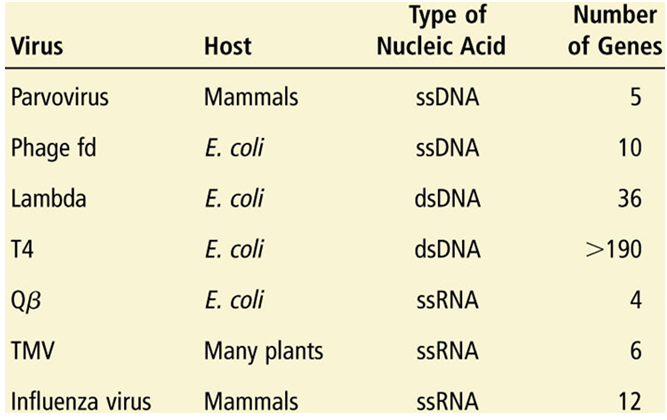 Virus Host Type of Nucleic Acid Number of Genes
Parvovirus Mammals ssDNA 5
Phage fd E. coli ssDNA 10
Lambda E. coli dsDNA 36
T4 E. coli dsDNA >190
Qβ E. coli ssRNA 4
TMV Many plants ssRNA 6
Influenza virus Mammals ssRNA 12